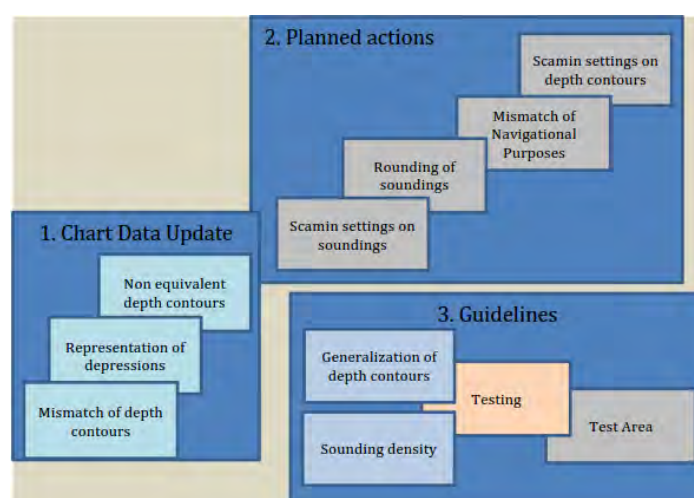 2. Planned actions
Scamin settings on
depth contours
Mismatch of
Navigational
Purposes
Rounding of
soundings
Scamin settings on
soundings
1. Chart Data Update
Non equivalent
depth contours
Representation of
depressions
Mismatch of depth
contours
3. Guidelines
Generalization of
depth contours
Testing
Test Area
Sounding density